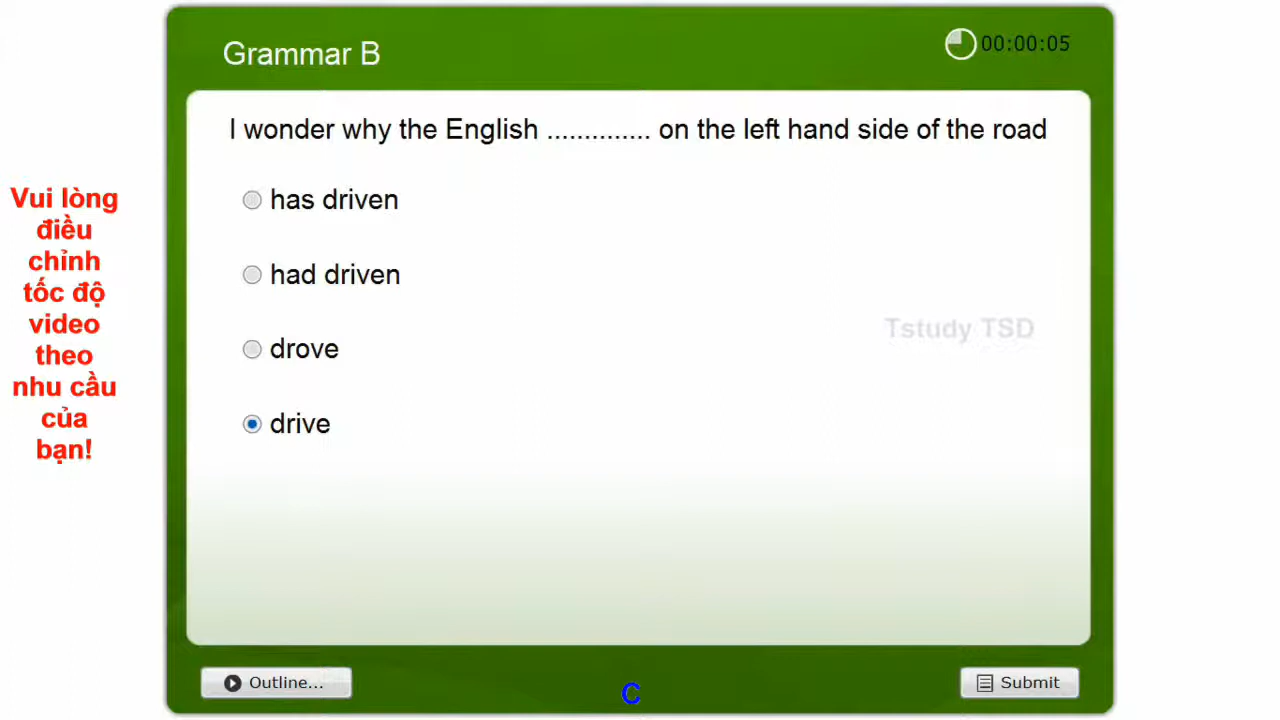 Grammar B
00:00:05
I wonder why the English .............. on the left hand side of the road
has driven
had driven
drove
drive
Tstudy TSD
Vui lòng
điều
chỉnh
tốc độ
video
theo
nhu cầu
của
bạn!
Outline...
C
Submit